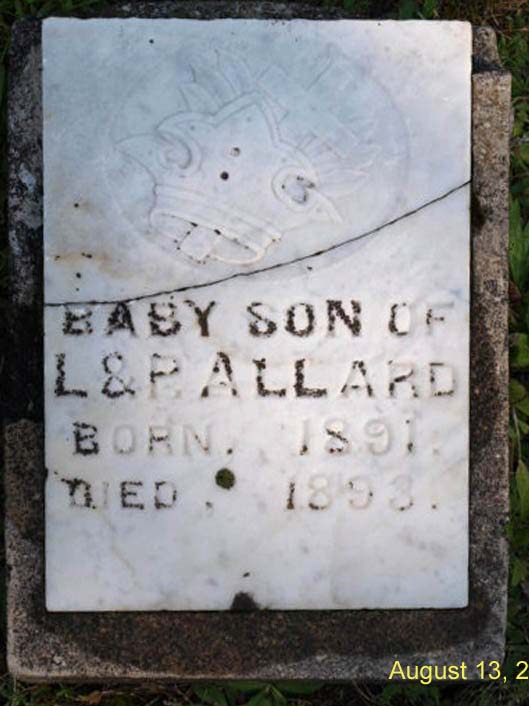 BABY SON OF
L & P. ALLARD
BORN. 1891.
DIED. 1893.
August 13, 2